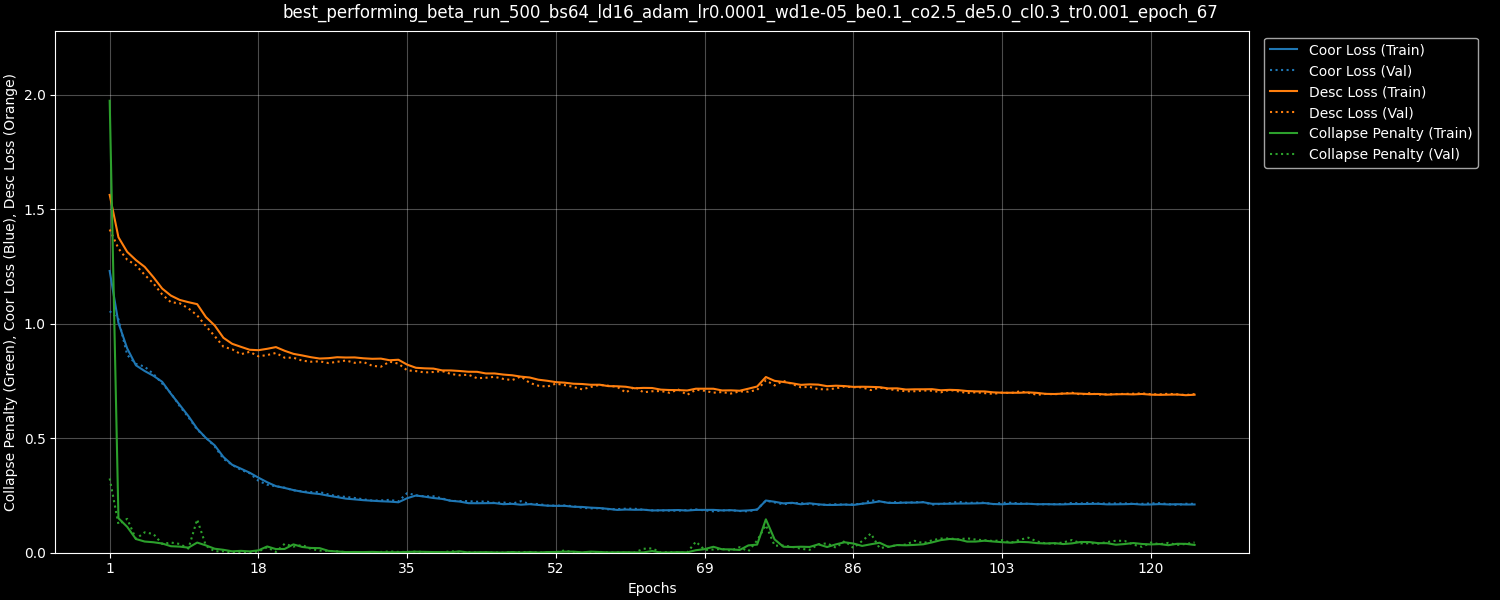 best_performing_beta_run_500_bs64_ld16_adam_lr0.0001_wd1e-05_be0.1_co2.5_de5.0_cl0.3_tr0.001_epoch_67
Collapse Penalty (Green), Coor Loss (Blue), Desc Loss (Orange)
2.0
1.5
1.0
0.5
0.0
1 18 35 52 69 86 103 120
Epochs
Coor Loss (Train)
Coor Loss (Val)
Desc Loss (Train)
Desc Loss (Val)
Collapse Penalty (Train)
Collapse Penalty (Val)